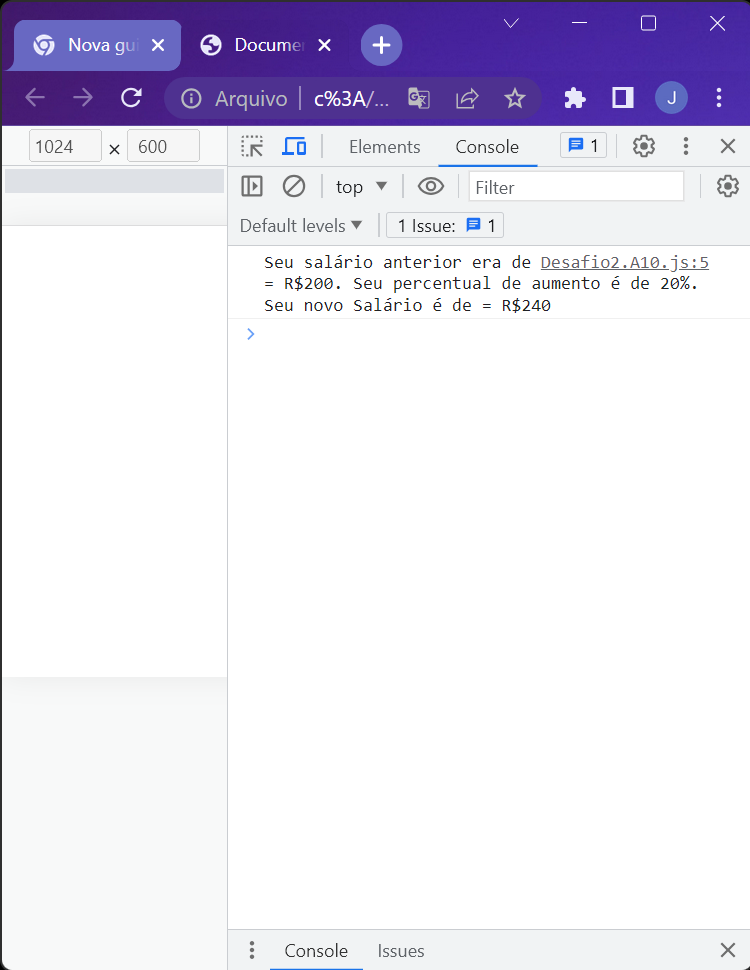 Nova gui
Documen
Arquivo
c%3A/...
J
1024 × 600
Elements
Console
1
top
Filter
Default levels
1 Issue: 1
Seu salário anterior era de Desafio2.A10.js:5
= R$200. Seu percentual de aumento é de 20%.
Seu novo Salário é de = R$240
Console
Issues